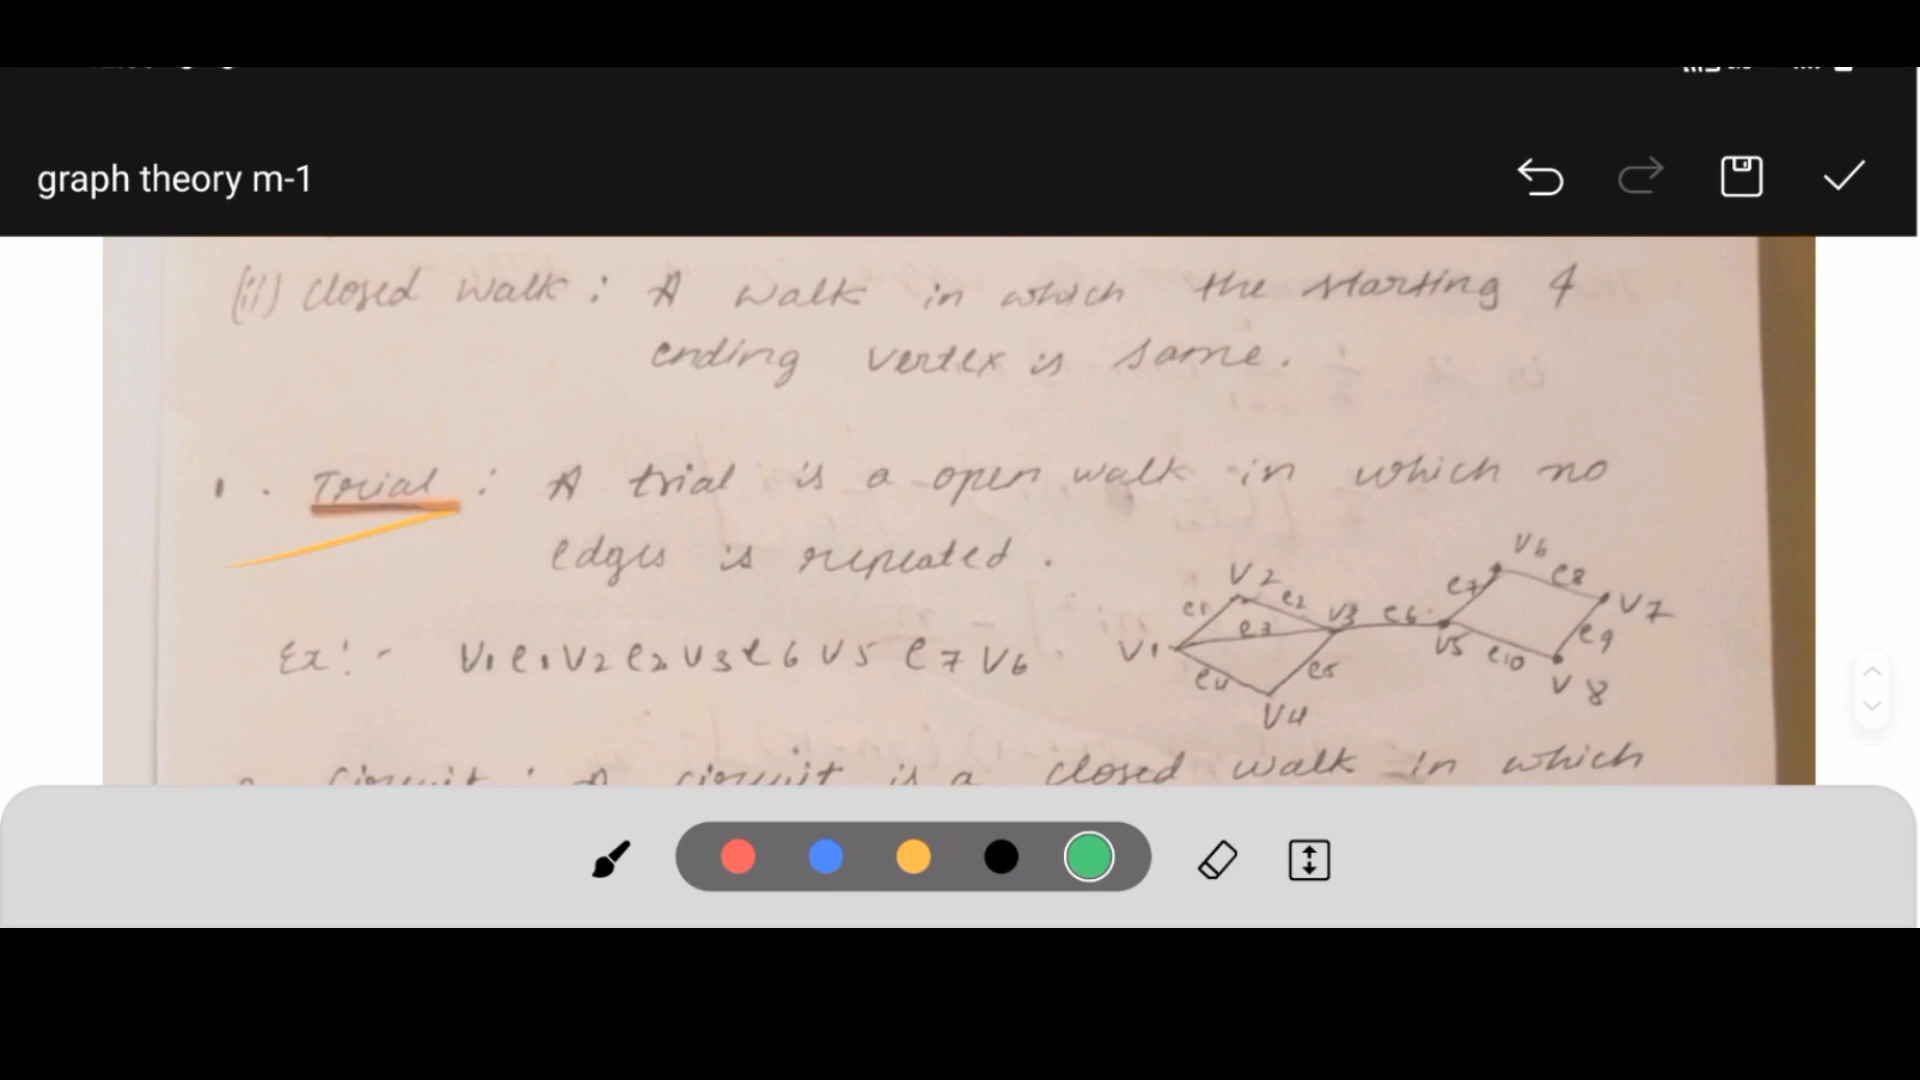 graph theory m-1
(ii) closed walk : A walk in which the starting &
ending vertex is same.
1. Trial : A trial is a open walk in which no
edges is repeated.
Ex:- V1 e1 V2 e2 V3 e6 V5 e7 V6
V1 V2 V3 V4 V5 V6 V7 V8
e1 e2 e3 e4 e5 e6 e7 e8 e9 e10
Circuit : A circuit is a closed walk in which